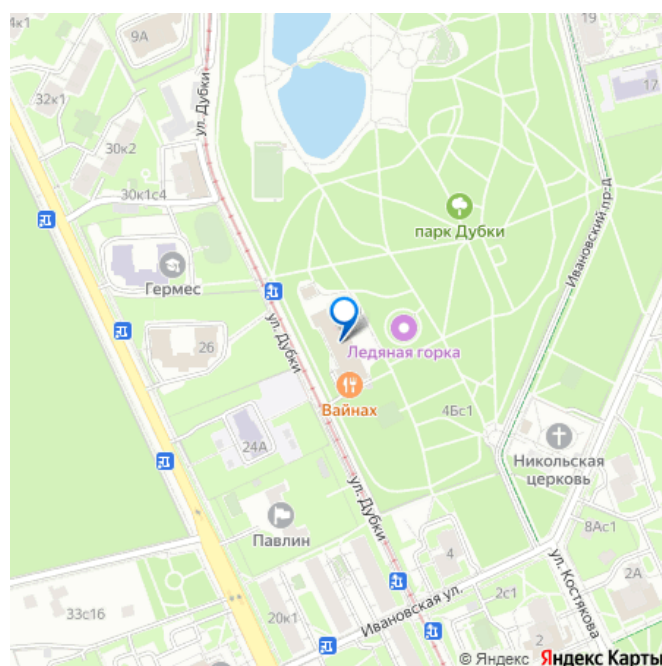 4к1
9А
19
17
32к1
ул. Дубки
30к2
30к1с4
Ивановский пр-д
парк Дубки
Гермес
ул. Дубки
26
Ледяная горка
Вайнах
4Бс1
24А
Никольская
церковь
ул. Дубки
Павлин
8Ас1
4
33с16
20к1
Ивановская ул.
2с1
ул. Костякова
2А
2
© Яндекс Яндекс Карты